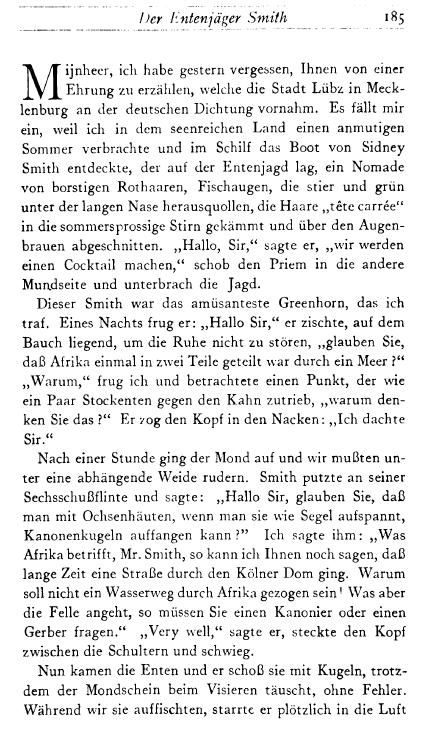 Der Entenjäger Smith 185
Mijnheer, ich habe gestern vergessen, Ihnen von einer
Ehrung zu erzählen, welche die Stadt Lübz in Meck-
lenburg an der deutschen Dichtung vornahm. Es fällt mir
ein, weil ich in dem seenreichen Land einen anmutigen
Sommer verbrachte und im Schilf das Boot von Sidney
Smith entdeckte, der auf der Entenjagd lag, ein Nomade
von borstigen Rothaaren, Fischaugen, die stier und grün
unter der langen Nase herausquollen, die Haare „tête carrée“
in die sommersprossige Stirn gekämmt und über den Augen-
brauen abgeschnitten. „Hallo, Sir,“ sagte er, „wir werden
einen Cocktail machen,“ schob den Priem in die andere
Mundseite und unterbrach die Jagd.
Dieser Smith war das amüsanteste Greenhorn, das ich
traf. Eines Nachts frug er: „Hallo Sir,“ er zischte, auf dem
Bauch liegend, um die Ruhe nicht zu stören, „glauben Sie,
daß Afrika einmal in zwei Teile geteilt war durch ein Meer?“
„Warum,“ frug ich und betrachtete einen Punkt, der wie
ein Paar Stockenten gegen den Kahn zutrieb, „warum den-
ken Sie das?“ Er zog den Kopf in den Nacken: „Ich dachte
Sir.“
Nach einer Stunde ging der Mond auf und wir mußten un-
ter eine abhängende Weide rudern. Smith putzte an seiner
Sechsschußflinte und sagte: „Hallo Sir, glauben Sie, daß
man mit Ochsenhäuten, wenn man sie wie Segel aufspannt,
Kanonenkugeln auffangen kann?” Ich sagte ihm: „Was
Afrika betrifft, Mr. Smith, so kann ich Ihnen noch sagen, daß
lange Zeit eine Straße durch den Kölner Dom ging. Warum
soll nicht ein Wasserweg durch Afrika gezogen sein! Was aber
die Felle angeht, so müssen Sie einen Kanonier oder einen
Gerber fragen.“ „Very well,“ sagte er, steckte den Kopf
zwischen die Schultern und schwieg.
Nun kamen die Enten und er schoß sie mit Kugeln, trotz-
dem der Mondschein beim Visieren täuscht, ohne Fehler.
Während wir sie auffischten, starrte er plötzlich in die Luft